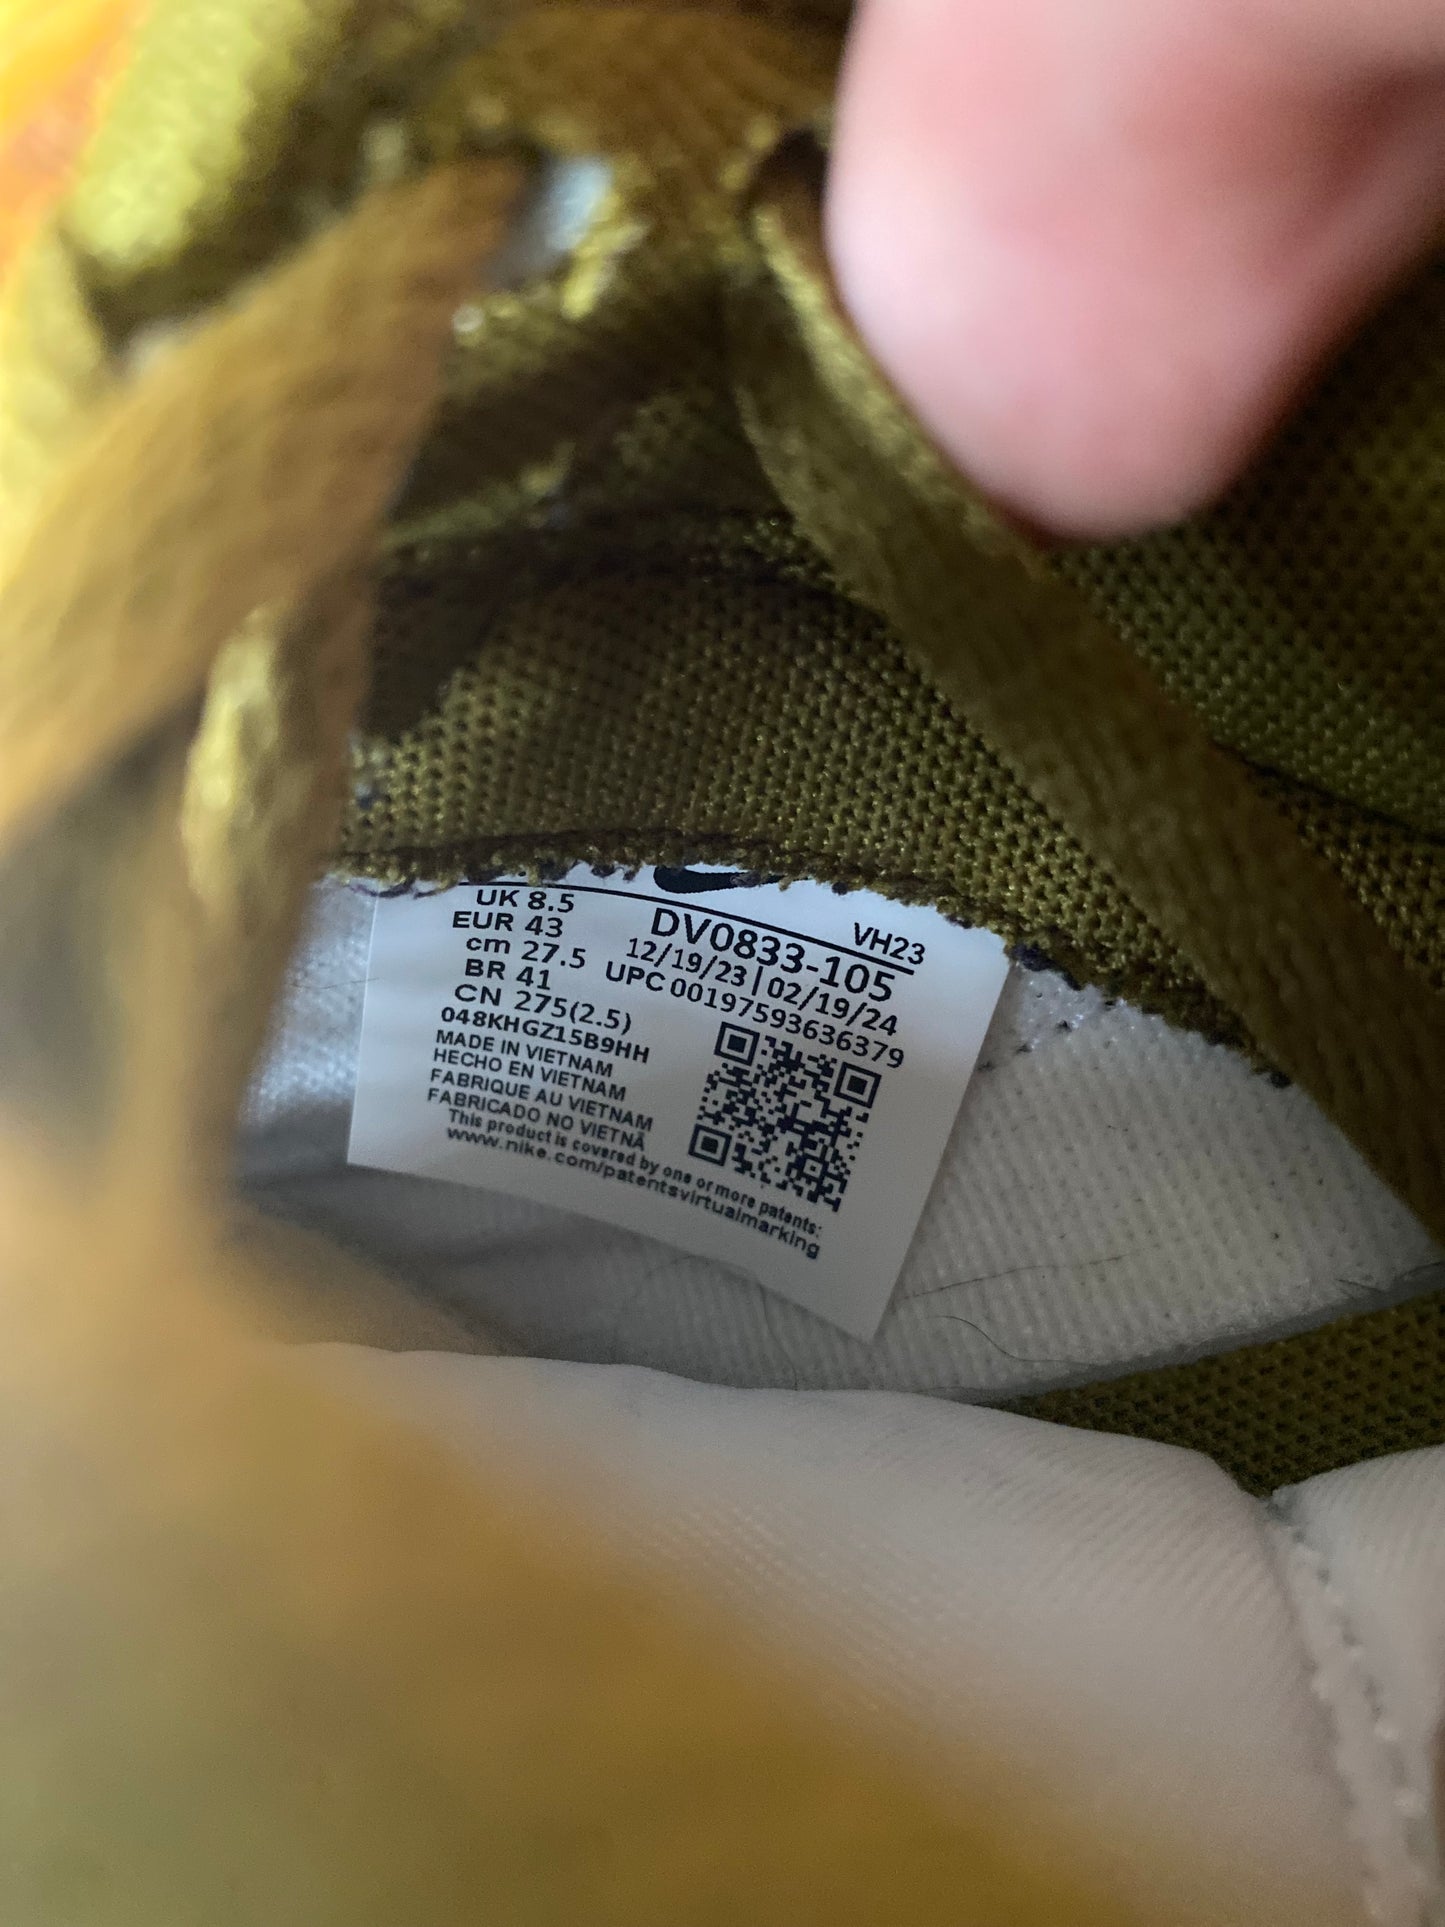 UK 8.5
EUR 43
cm 27.5
BR 41
CN 275(2.5)
048KHGZ15B9HH
MADE IN VIETNAM
HECHO EN VIETNAM
FABRIQUE AU VIETNAM
FABRICADO NO VIETNÃ
This product is covered by one or more patents:
www.nike.com/patentsvirtualmarking
VH23
DV0833-105
12/19/23 | 02/19/24
UPC 00197593636379